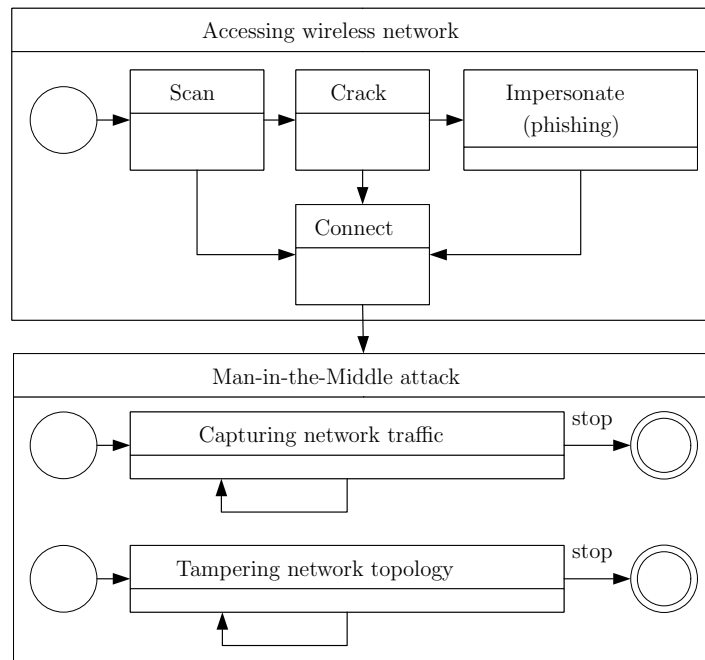 Accessing wireless network
Scan
Crack
Impersonate
(phishing)
Connect
Man-in-the-Middle attack
Capturing network traffic
stop
Tampering network topology
stop